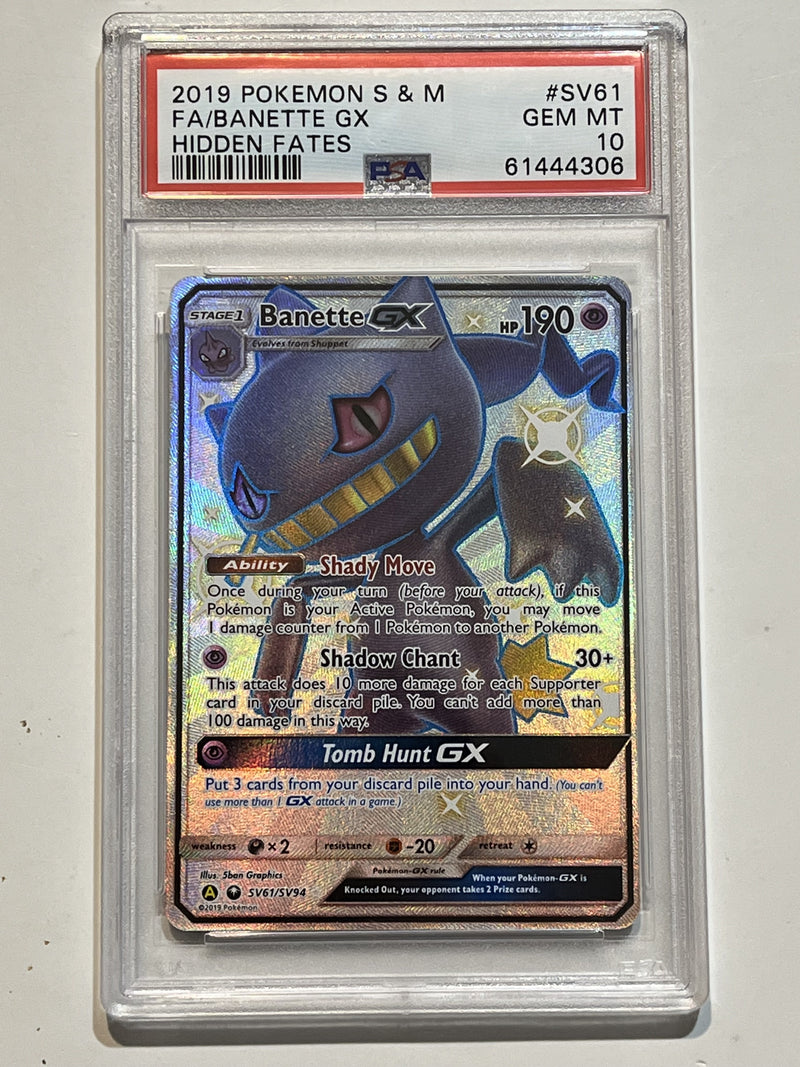 2019 POKEMON S & M #SV61
FA/BANETTE GX GEM MT
HIDDEN FATES 10
PSA 61444306
STAGE 1 Banette GX HP 190
Evolves from Shuppet
Ability Shady Move
Once during your turn (before your attack), if this
Pokémon is your Active Pokémon, you may move
1 damage counter from 1 Pokémon to another Pokémon.
Shadow Chant 30+
This attack does 10 more damage for each Supporter
card in your discard pile. You can't add more than
100 damage in this way.
Tomb Hunt GX
Put 3 cards from your discard pile into your hand. (You can't
use more than 1 GX attack in a game.)
weakness ×2 resistance -20 retreat
Illus. 5ban Graphics
Pokémon-GX rule
When your Pokémon-GX is
Knocked Out, your opponent takes 2 Prize cards.
A SV61/SV94
©2019 Pokémon